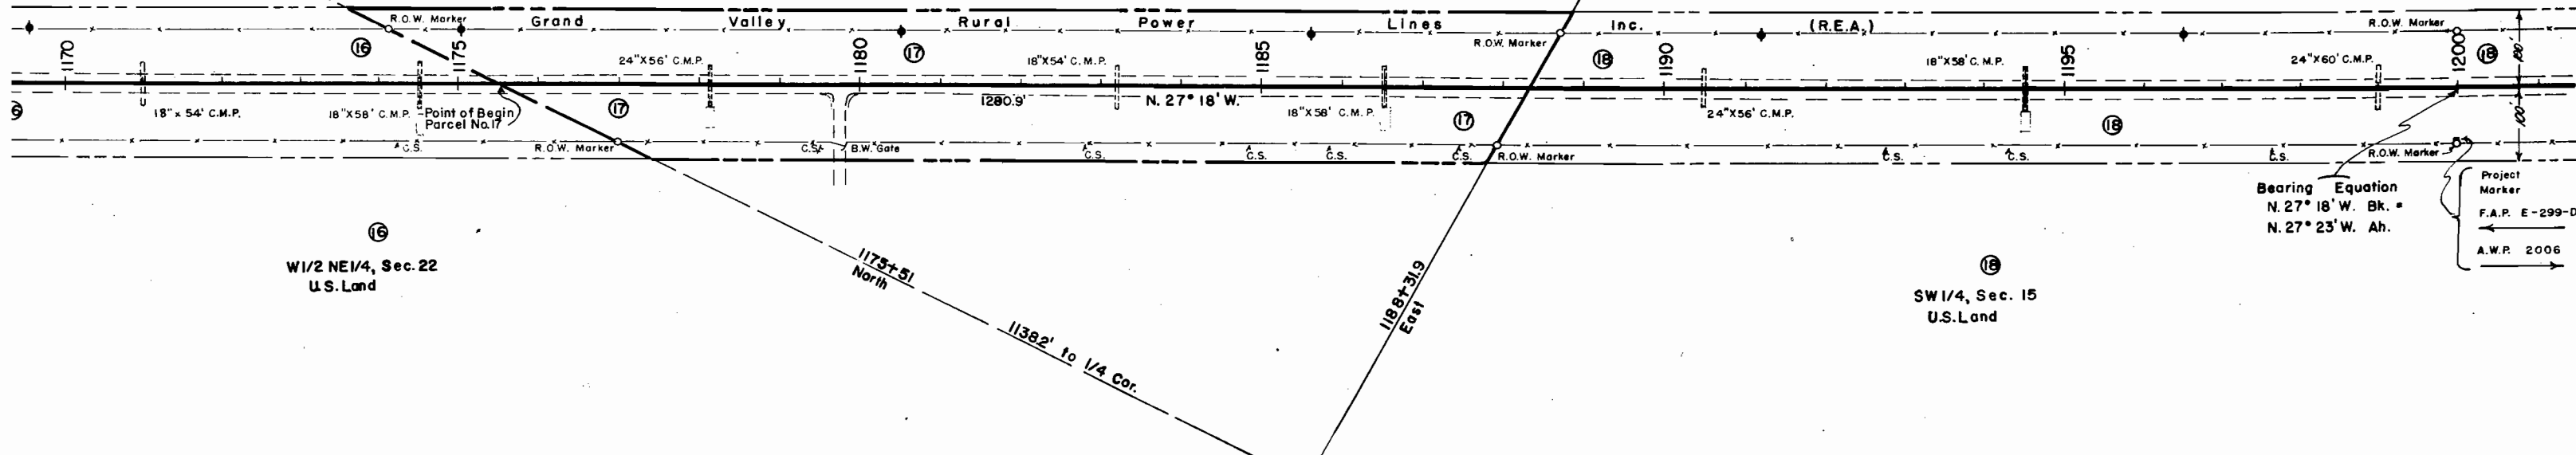 R.O.W. Marker
Grand Valley Rural Power Lines Inc. (R.E.A.)
R.O.W. Marker
R.O.W. Marker
1170
16
1175
24"X56' C.M.P.
1180
17
18"X54' C.M.P.
1185
18
1190
18"X58' C.M.P.
1195
24"X60' C.M.P.
1200
18
100'
18" x 54' C.M.P.
18"X58' C.M.P.
Point of Begin
Parcel No.17
17
1280.9'
N. 27° 18' W.
18"X58' C.M.P.
17
24"X56' C.M.P.
18
100'
C.S.
R.O.W. Marker
C.S.
B.W. Gate
C.S.
C.S.
C.S.
C.S.
R.O.W. Marker
C.S.
C.S.
C.S.
R.O.W. Marker
Bearing Equation
N. 27° 18' W. Bk. =
N. 27° 23' W. Ah.
Project
Marker
F.A.P. E-299-D
A.W.P. 2006
16
W1/2 NE1/4, Sec. 22
U.S. Land
1175+51
North
1138.2' to 1/4 Cor.
1188+31.9
East
18
SW1/4, Sec. 15
U.S. Land